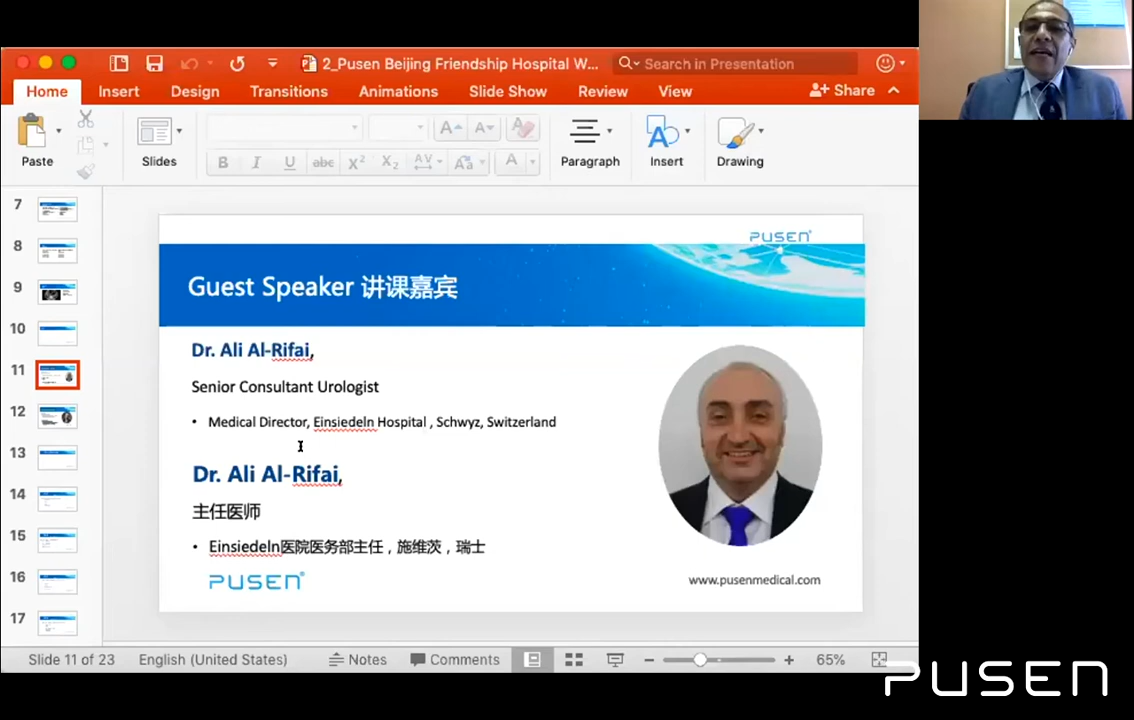 2_Pusen Beijing Friendship Hospital W...
Search in Presentation
Home Insert Design Transitions Animations Slide Show Review View Share
Paste
Slides
B I U abc X² X₂ AV Aa A
Paragraph
Insert
Drawing
7
8
9
10
11
12
13
14
15
16
17
PUSEN
Guest Speaker 讲课嘉宾
Dr. Ali Al-Rifai,
Senior Consultant Urologist
• Medical Director, Einsiedeln Hospital , Schwyz, Switzerland
Dr. Ali Al-Rifai,
主任医师
• Einsiedeln医院医务部主任，施维茨，瑞士
PUSEN®
www.pusenmedical.com
Slide 11 of 23 English (United States) Notes Comments 65%
PUSEN